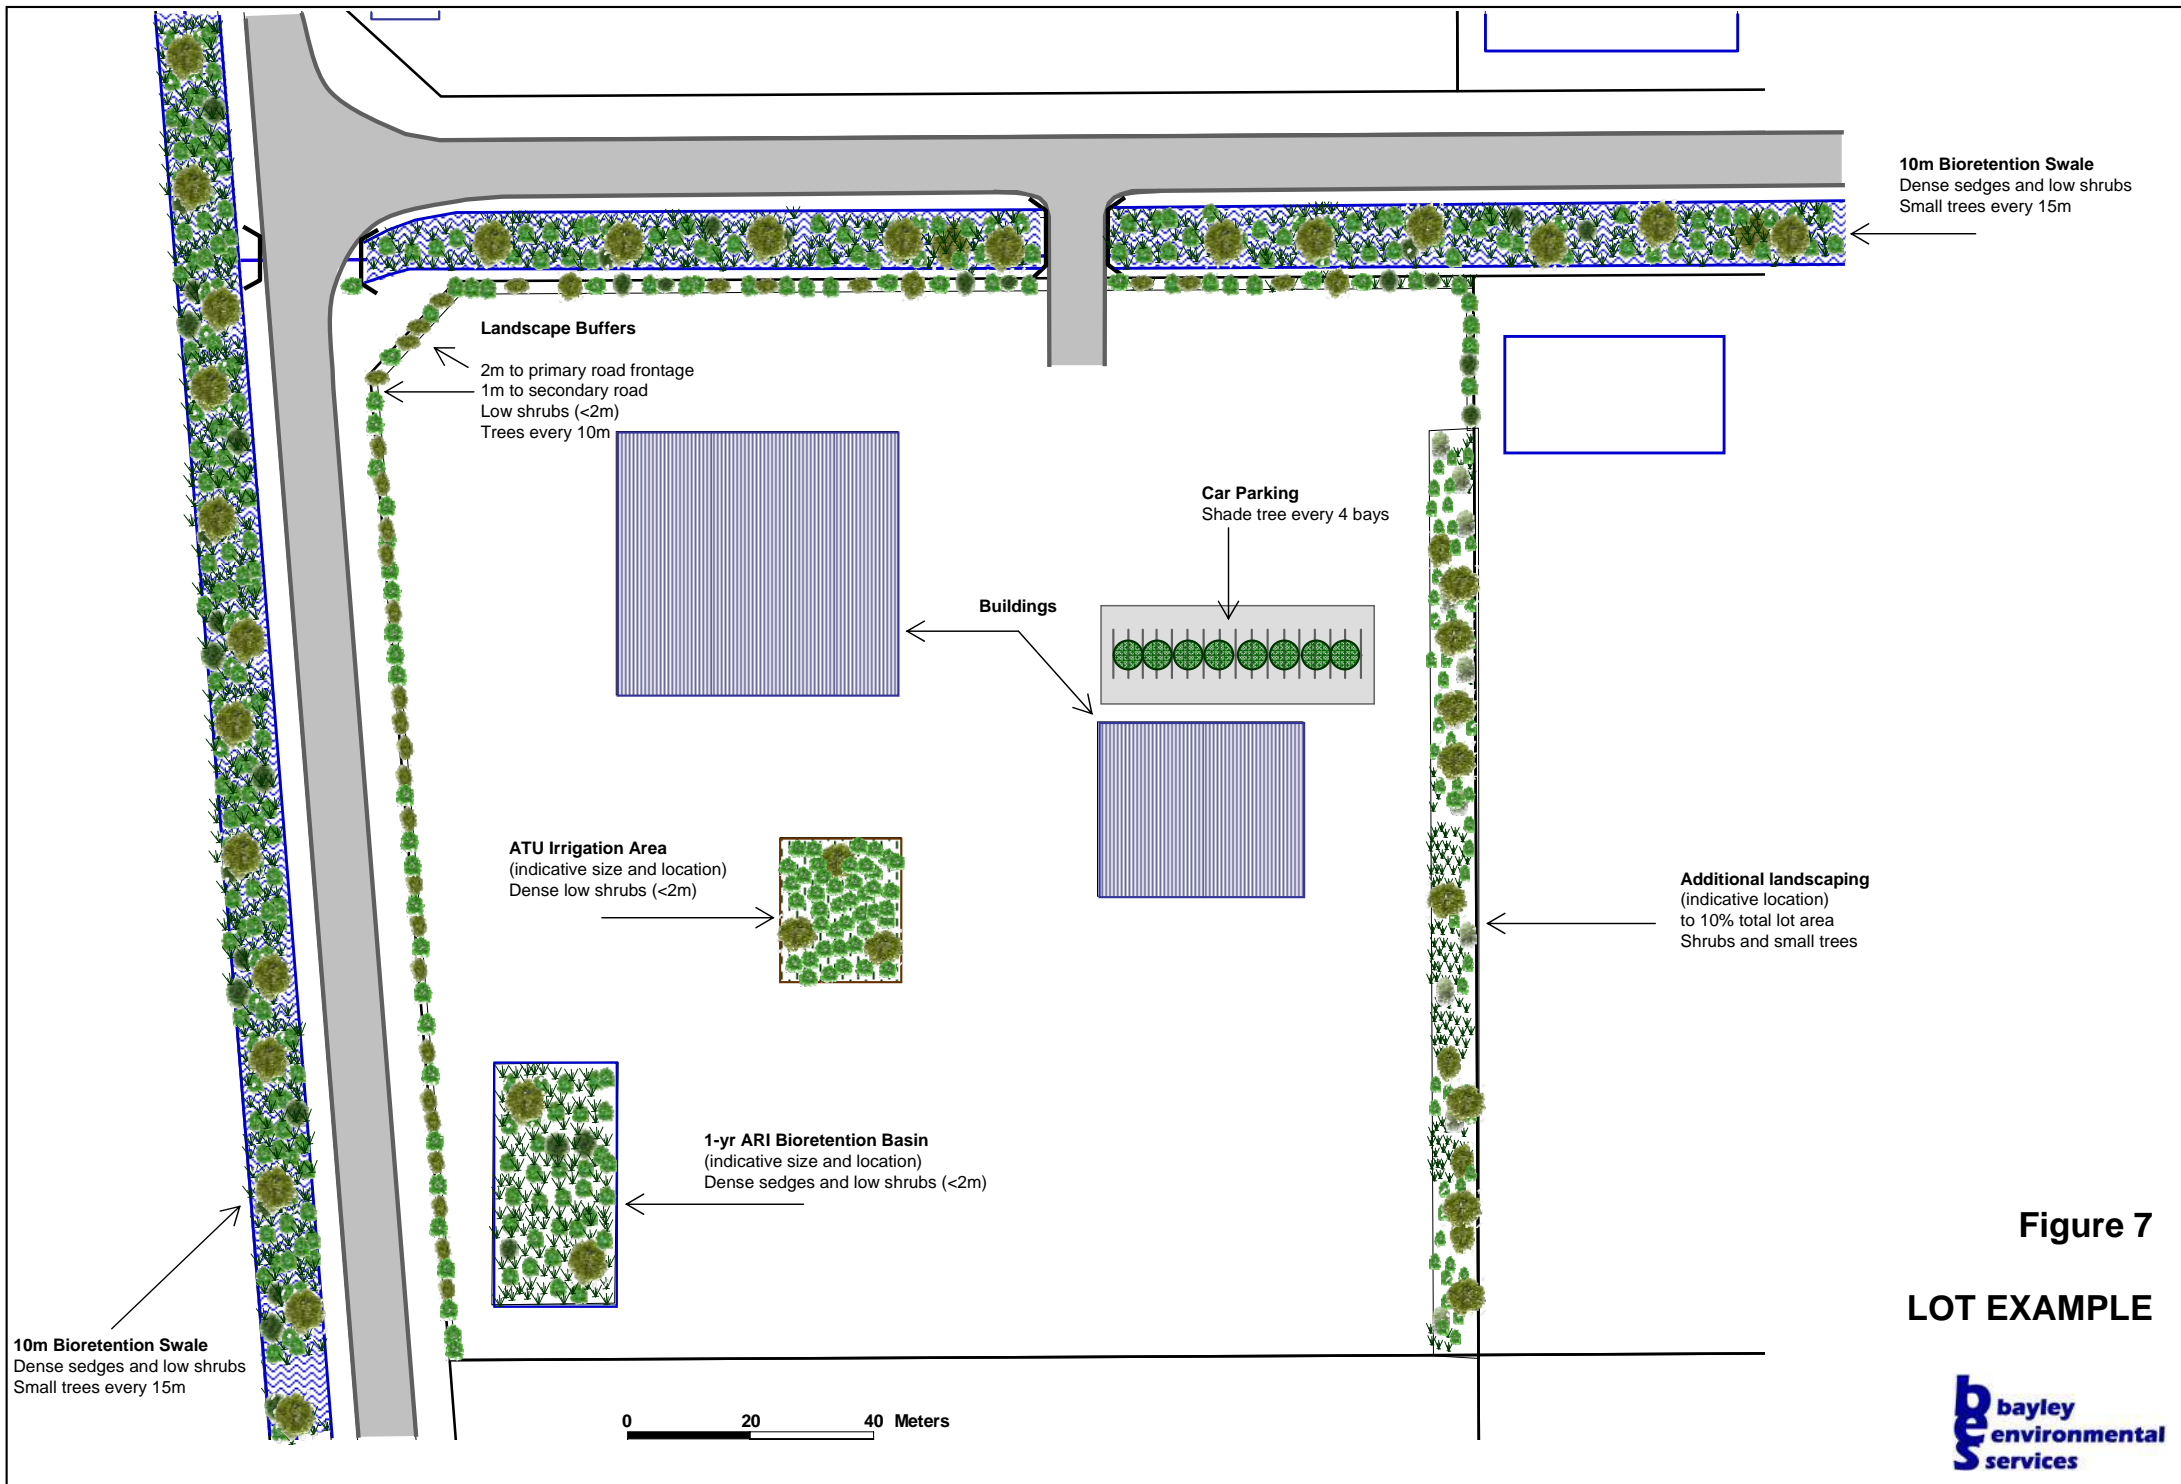 10m Bioretention Swale
Dense sedges and low shrubs
Small trees every 15m
Landscape Buffers
2m to primary road frontage
1m to secondary road
Low shrubs (<2m)
Trees every 10m
Car Parking
Shade tree every 4 bays
Buildings
ATU Irrigation Area
(indicative size and location)
Dense low shrubs (<2m)
Additional landscaping
(indicative location)
to 10% total lot area
Shrubs and small trees
1-yr ARI Bioretention Basin
(indicative size and location)
Dense sedges and low shrubs (<2m)
Figure 7
LOT EXAMPLE
10m Bioretention Swale
Dense sedges and low shrubs
Small trees every 15m
0 20 40 Meters
bes
bayley
environmental
services